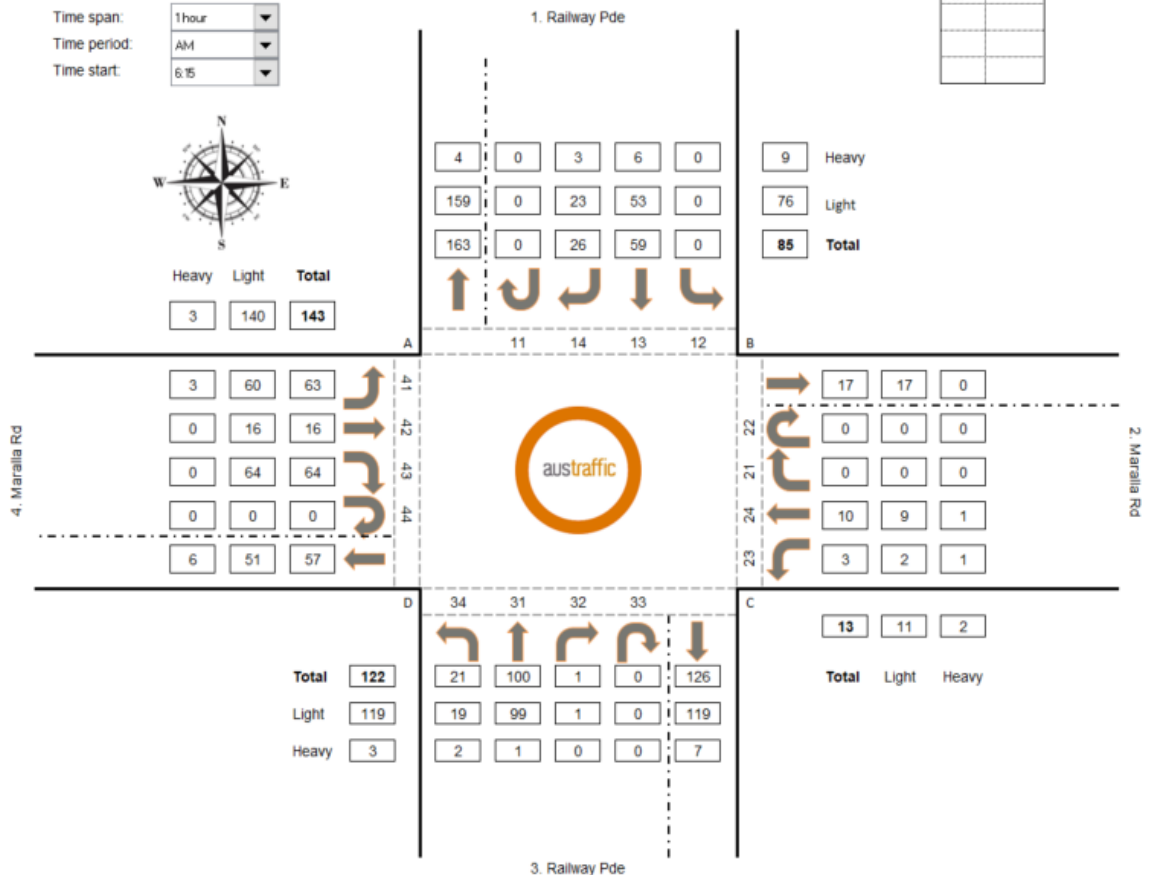 1. Railway Pde
Time span: 1 hour
Time period: AM
Time start: 6:15
N
W E
S
4 0 3 6 0 9 Heavy
159 0 23 53 0 76 Light
163 0 26 59 0 85 Total
Heavy Light Total
3 140 143
A 11 14 13 12 B
3 60 63 41 17 17 0
0 16 16 42 22 0 0 0
0 64 64 43 21 0 0 0
0 0 0 44 24 10 9 1
6 51 57 23 3 2 1
4. Maralla Rd
austraffic
2. Maralla Rd
D 34 31 32 33 C
13 11 2
Total 122 21 100 1 0 126 Total Light Heavy
Light 119 19 99 1 0 119
Heavy 3 2 1 0 0 7
3. Railway Pde